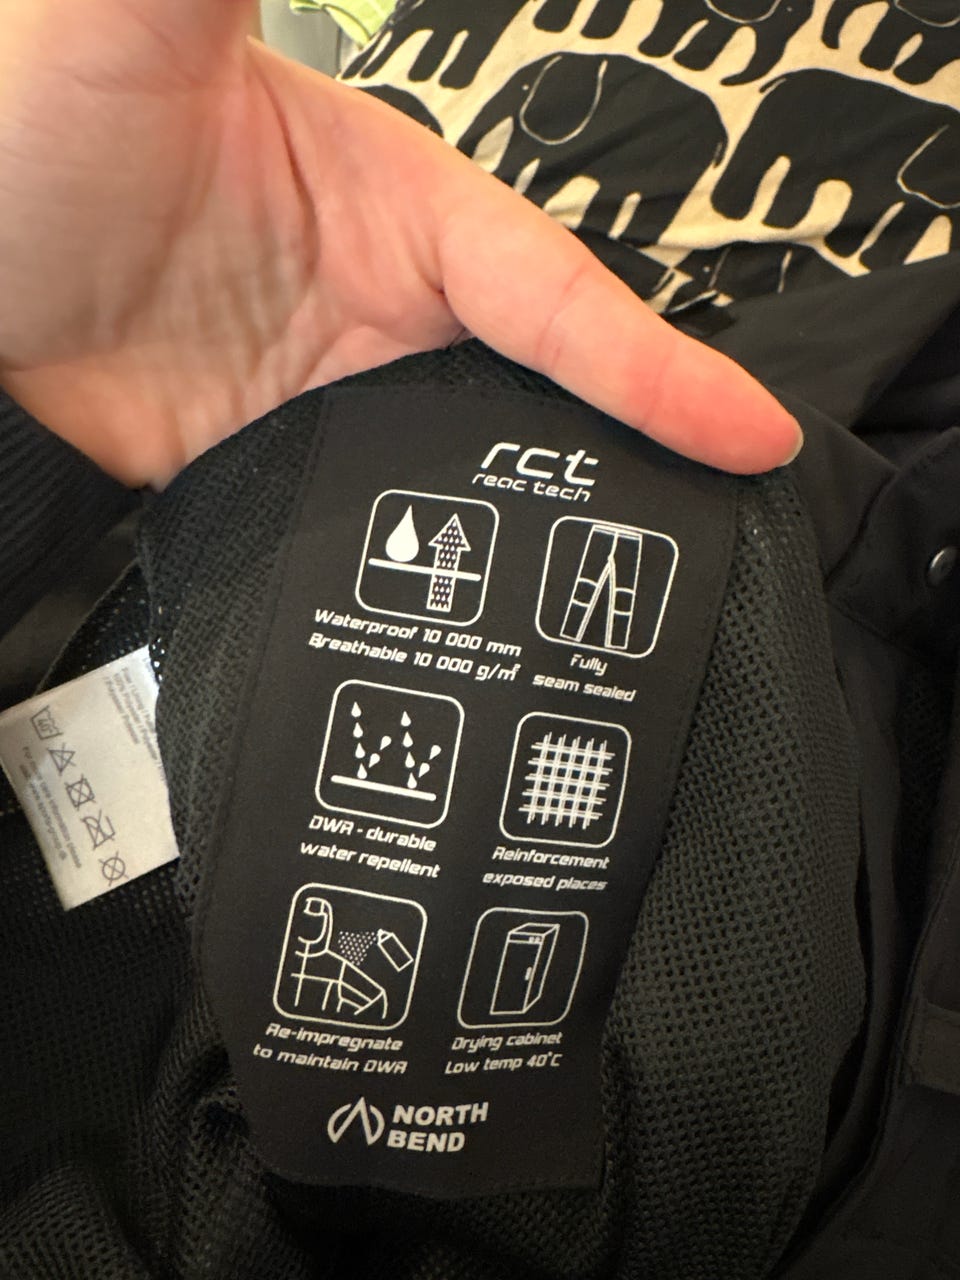 rct
reac tech
Waterproof 10 000 mm
Breathable 10 000 g/m²
Fully
seam sealed
DWR - durable
water repellent
Reinforcement
exposed places
Re-impregnate
to maintain DWR
Drying cabinet
Low temp 40°C
NORTH
BEND